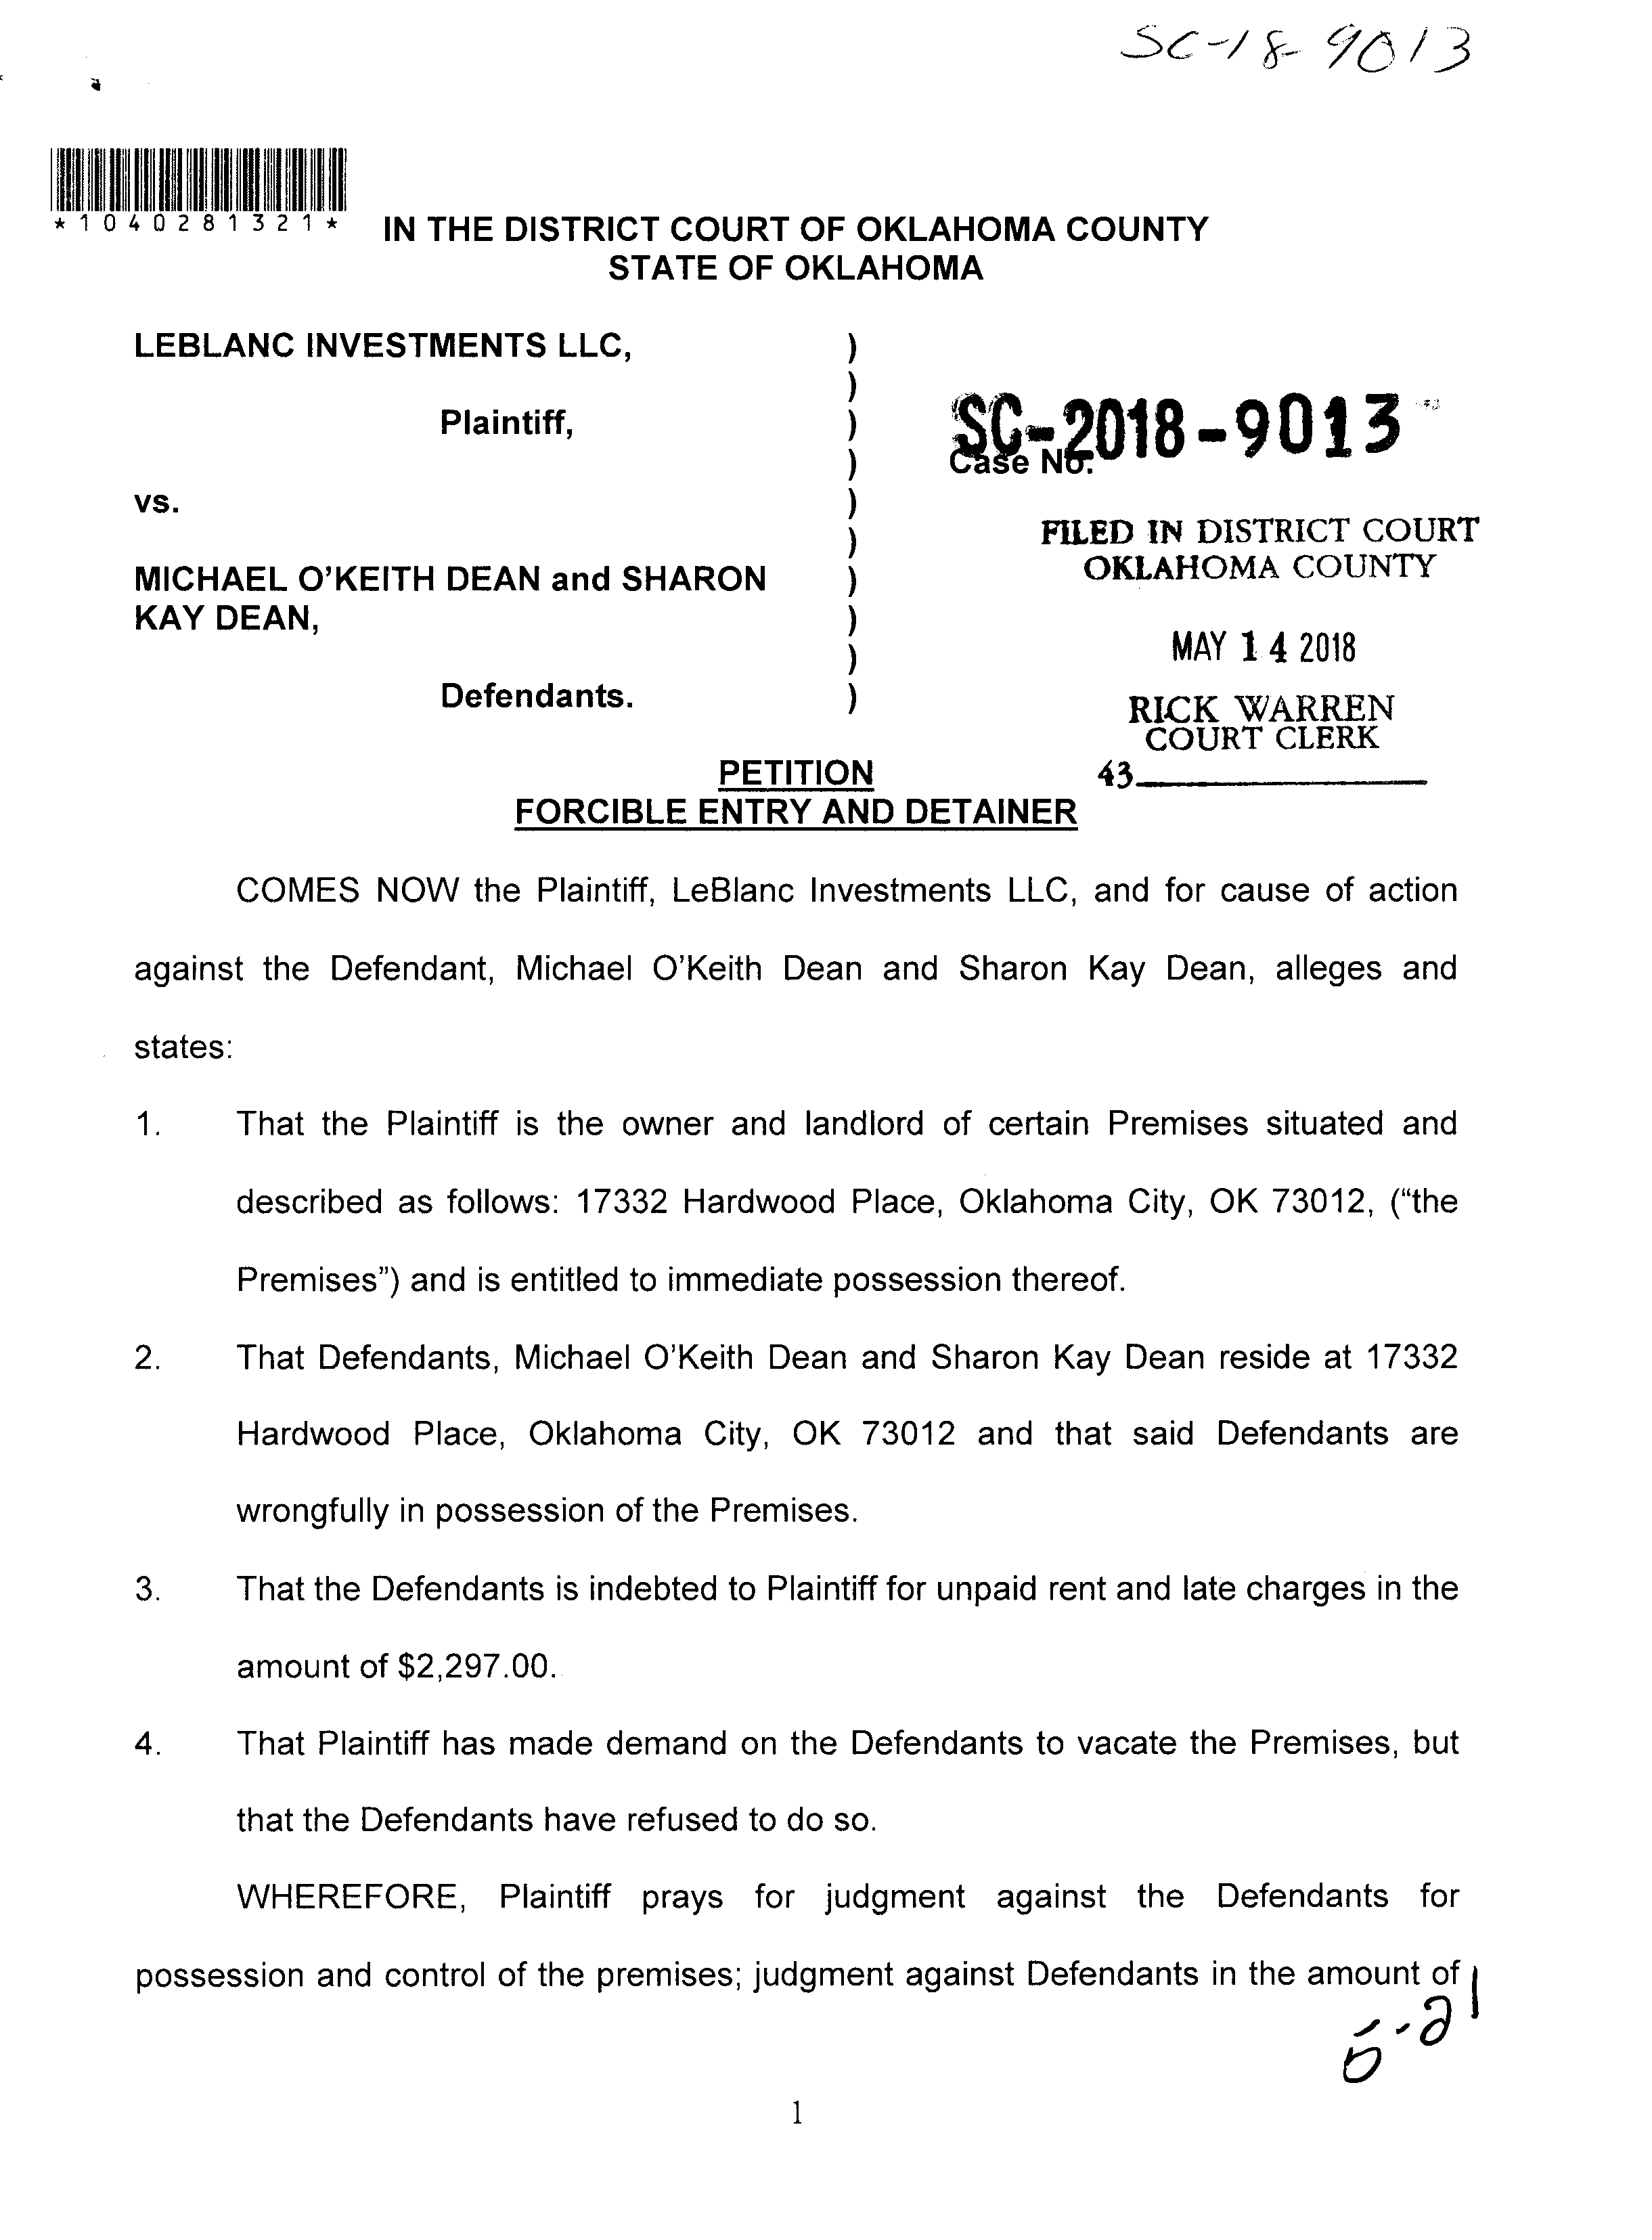 SC-18-9013
*1040281321*
IN THE DISTRICT COURT OF OKLAHOMA COUNTY
STATE OF OKLAHOMA
LEBLANC INVESTMENTS LLC, )
)
Plaintiff, )
)
vs. )
)
MICHAEL O'KEITH DEAN and SHARON )
KAY DEAN, )
)
Defendants. )
SC-2018-9013
Case No.
FILED IN DISTRICT COURT
OKLAHOMA COUNTY
MAY 14 2018
RICK WARREN
COURT CLERK
43
PETITION
FORCIBLE ENTRY AND DETAINER
COMES NOW the Plaintiff, LeBlanc Investments LLC, and for cause of action
against the Defendant, Michael O'Keith Dean and Sharon Kay Dean, alleges and
states:
1. That the Plaintiff is the owner and landlord of certain Premises situated and
described as follows: 17332 Hardwood Place, Oklahoma City, OK 73012, (“the
Premises”) and is entitled to immediate possession thereof.
2. That Defendants, Michael O'Keith Dean and Sharon Kay Dean reside at 17332
Hardwood Place, Oklahoma City, OK 73012 and that said Defendants are
wrongfully in possession of the Premises.
3. That the Defendants is indebted to Plaintiff for unpaid rent and late charges in the
amount of $2,297.00.
4. That Plaintiff has made demand on the Defendants to vacate the Premises, but
that the Defendants have refused to do so.
WHEREFORE, Plaintiff prays for judgment against the Defendants for
possession and control of the premises; judgment against Defendants in the amount of
5-21
1